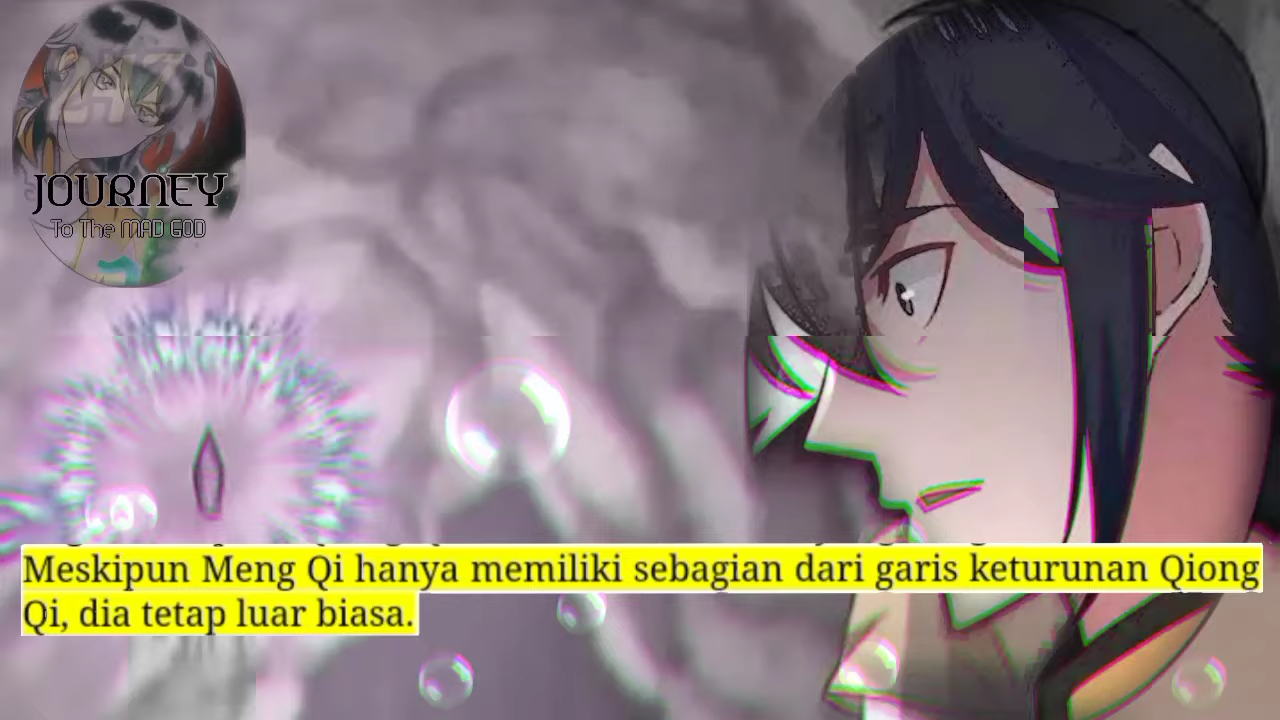 JOURNEY
To The MAD GOD
Meskipun Meng Qi hanya memiliki sebagian dari garis keturunan Qiong
Qi, dia tetap luar biasa.